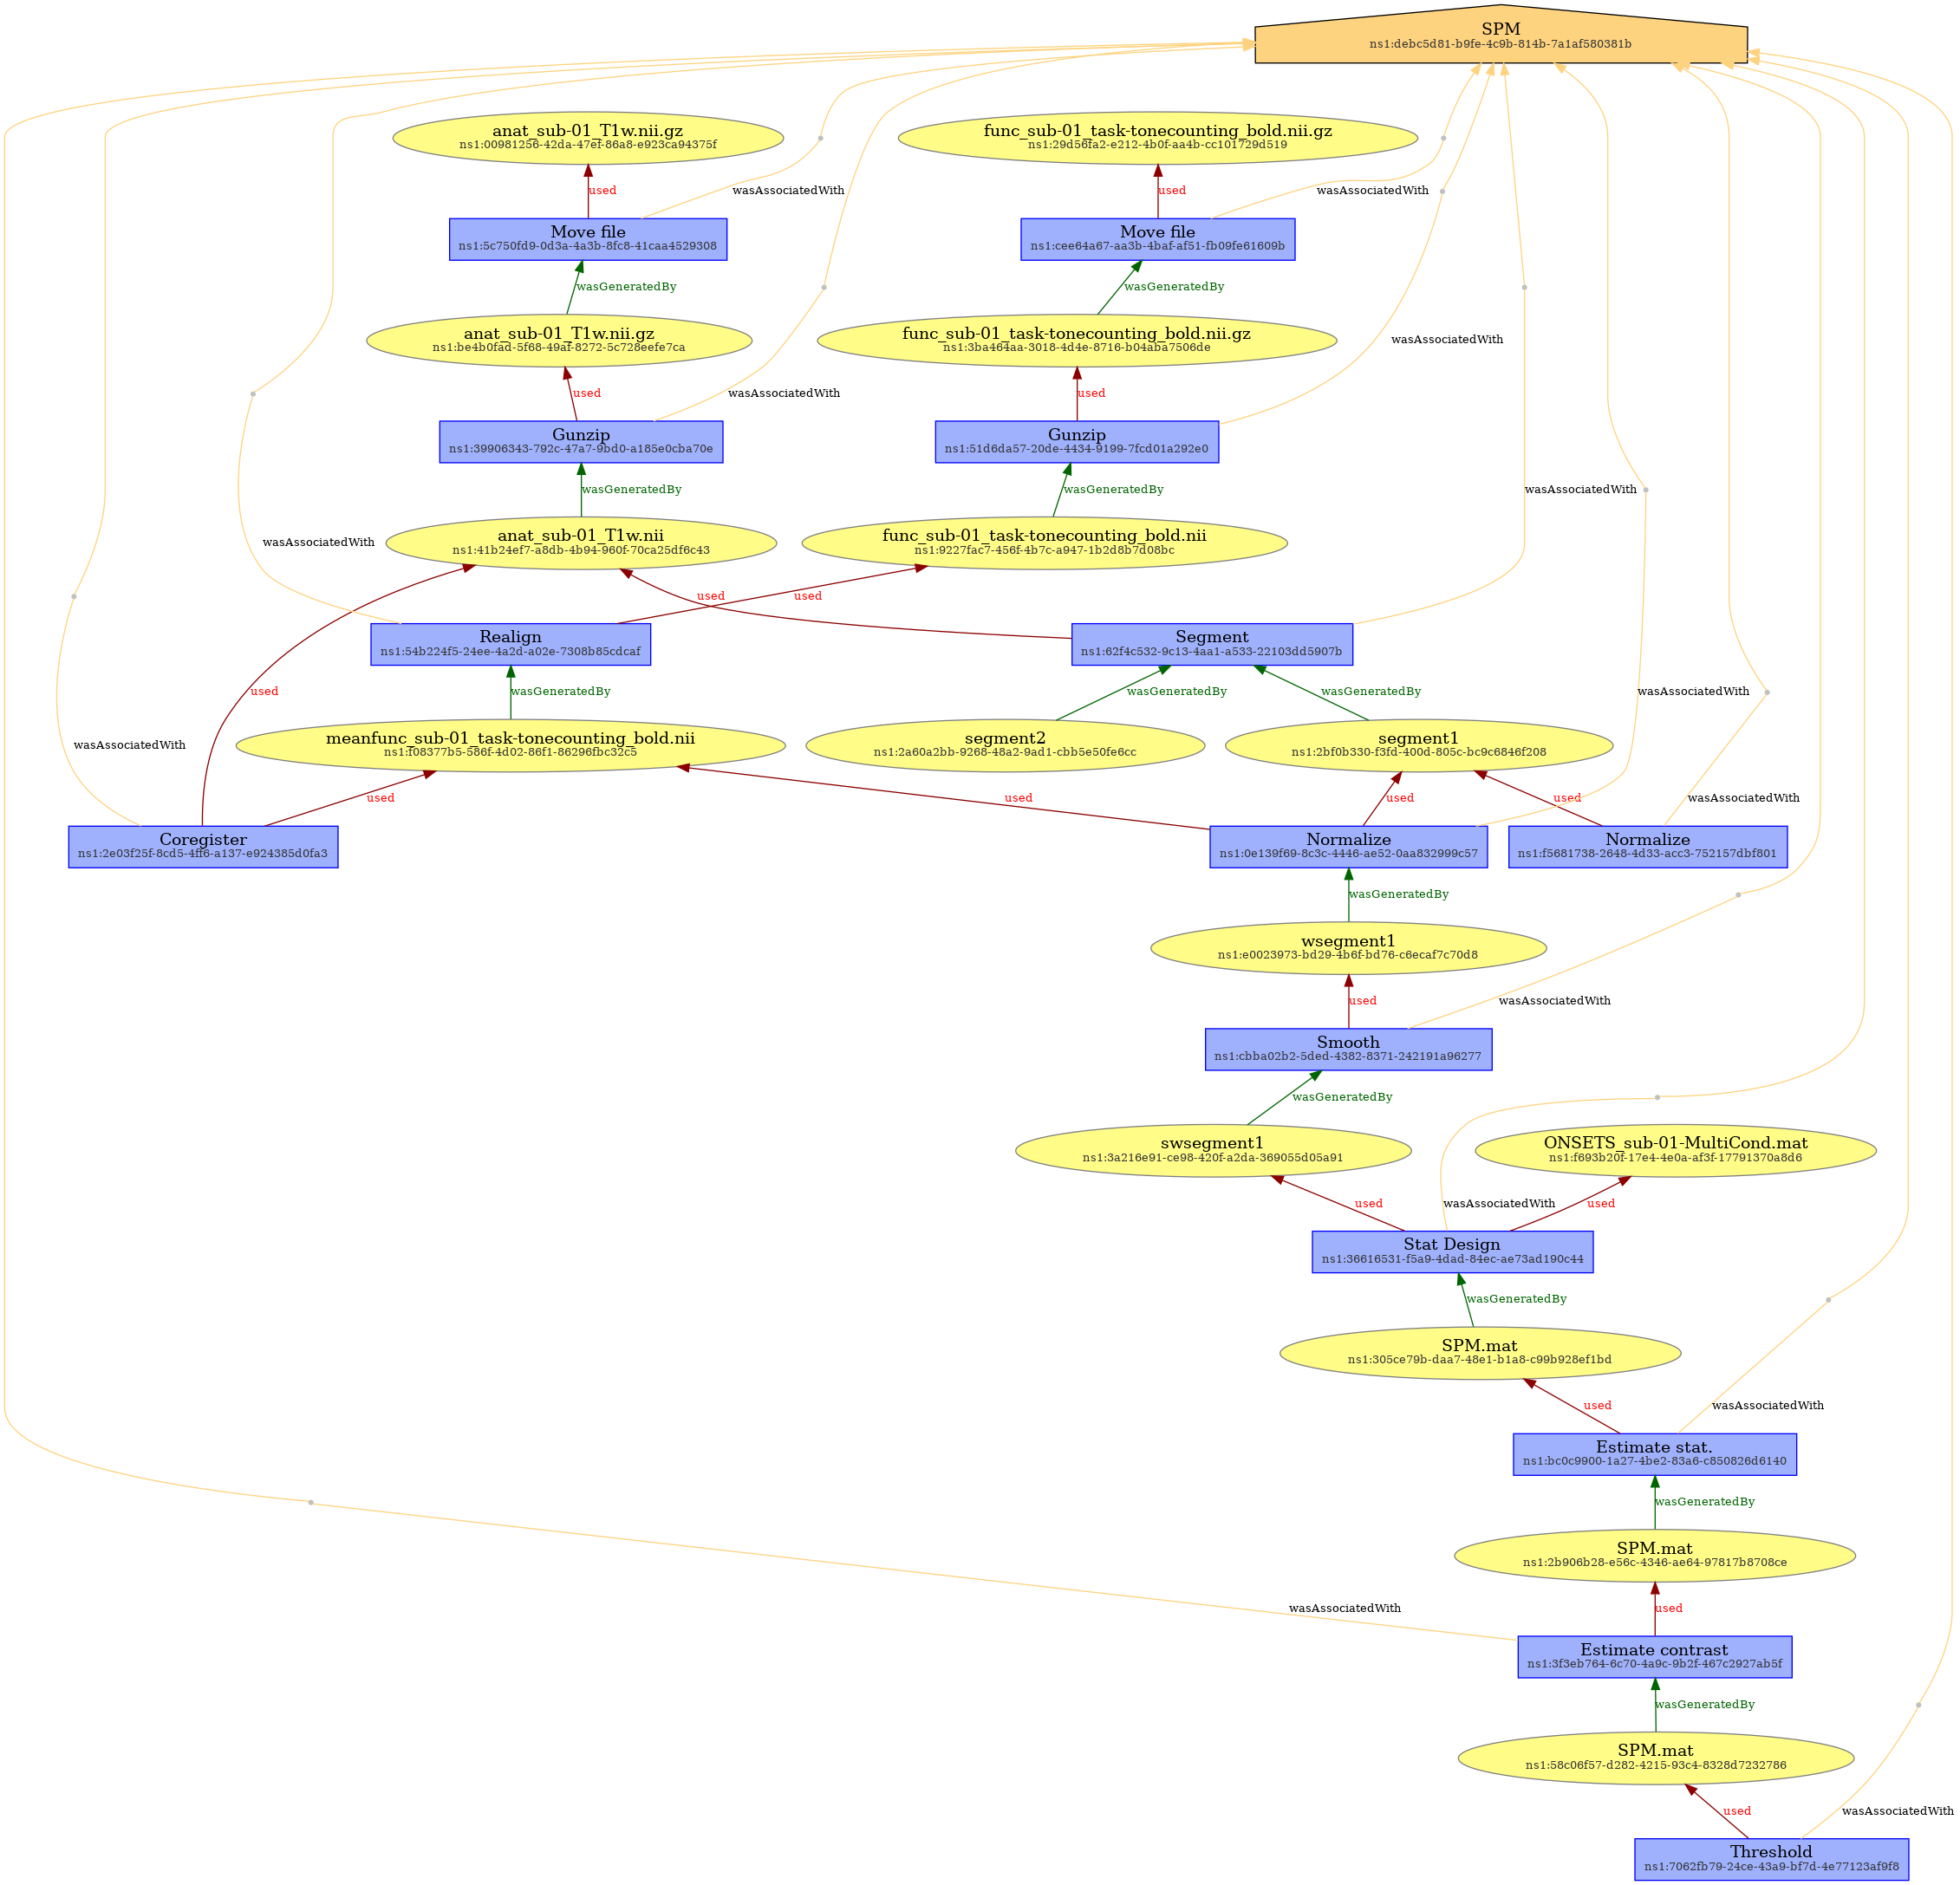 SPM
ns1:debc5d81-b9fe-4c9b-814b-7a1af580381b
anat_sub-01_T1w.nii.gz
ns1:00981256-42da-47ef-86a8-e923ca94375f
func_sub-01_task-tonecounting_bold.nii.gz
ns1:29d56fa2-e212-4b0f-aa4b-cc101729d519
used
wasAssociatedWith
used
wasAssociatedWith
Move file
ns1:5c750fd9-0d3a-4a3b-8fc8-41caa4529308
Move file
ns1:cee64a67-aa3b-4baf-af51-fb09fe61609b
wasGeneratedBy
wasGeneratedBy
anat_sub-01_T1w.nii.gz
ns1:be4b0fad-5f68-49af-8272-5c728eefe7ca
func_sub-01_task-tonecounting_bold.nii.gz
ns1:3ba464aa-3018-4d4e-8716-b04aba7506de
wasAssociatedWith
used
wasAssociatedWith
used
Gunzip
ns1:39906343-792c-47a7-9bd0-a185e0cba70e
Gunzip
ns1:51d6da57-20de-4434-9199-7fcd01a292e0
wasGeneratedBy
wasGeneratedBy
wasAssociatedWith
wasAssociatedWith
anat_sub-01_T1w.nii
ns1:41b24ef7-a8db-4b94-960f-70ca25df6c43
func_sub-01_task-tonecounting_bold.nii
ns1:9227fac7-456f-4b7c-a947-1b2d8b7d08bc
used
used
Realign
ns1:54b224f5-24ee-4a2d-a02e-7308b85cdcaf
Segment
ns1:62f4c532-9c13-4aa1-a533-22103dd5907b
used
wasGeneratedBy
wasGeneratedBy
wasGeneratedBy
wasAssociatedWith
wasAssociatedWith
meanfunc_sub-01_task-tonecounting_bold.nii
ns1:f08377b5-586f-4d02-86f1-86296fbc32c5
segment2
ns1:2a60a2bb-9268-48a2-9ad1-cbb5e50fe6cc
segment1
ns1:2bf0b330-f3fd-400d-805c-bc9c6846f208
used
used
used
used
wasAssociatedWith
Coregister
ns1:2e03f25f-8cd5-4ff6-a137-e924385d0fa3
Normalize
ns1:0e139f69-8c3c-4446-ae52-0aa832999c57
Normalize
ns1:f5681738-2648-4d33-acc3-752157dbf801
wasGeneratedBy
wsegment1
ns1:e0023973-bd29-4b6f-bd76-c6ecaf7c70d8
used
wasAssociatedWith
Smooth
ns1:cbba02b2-5ded-4382-8371-242191a96277
wasGeneratedBy
swsegment1
ns1:3a216e91-ce98-420f-a2da-369055d05a91
ONSETS_sub-01-MultiCond.mat
ns1:f693b20f-17e4-4e0a-af3f-17791370a8d6
used
wasAssociatedWith
used
Stat Design
ns1:36616531-f5a9-4dad-84ec-ae73ad190c44
wasGeneratedBy
SPM.mat
ns1:305ce79b-daa7-48e1-b1a8-c99b928ef1bd
used
wasAssociatedWith
Estimate stat.
ns1:bc0c9900-1a27-4be2-83a6-c850826d6140
wasGeneratedBy
SPM.mat
ns1:2b906b28-e56c-4346-ae64-97817b8708ce
wasAssociatedWith
used
Estimate contrast
ns1:3f3eb764-6c70-4a9c-9b2f-467c2927ab5f
wasGeneratedBy
SPM.mat
ns1:58c06f57-d282-4215-93c4-8328d7232786
used
wasAssociatedWith
Threshold
ns1:7062fb79-24ce-43a9-bf7d-4e77123af9f8